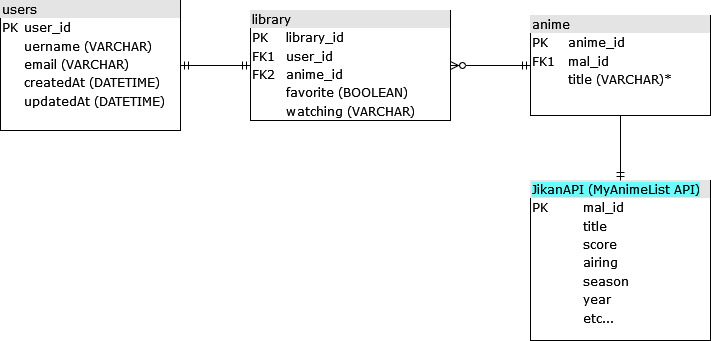 users
PK user_id
uername (VARCHAR)
email (VARCHAR)
createdAt (DATETIME)
updatedAt (DATETIME)
library
PK library_id
FK1 user_id
FK2 anime_id
favorite (BOOLEAN)
watching (VARCHAR)
anime
PK anime_id
FK1 mal_id
title (VARCHAR)*
JikanAPI (MyAnimeList API)
PK mal_id
title
score
airing
season
year
etc...